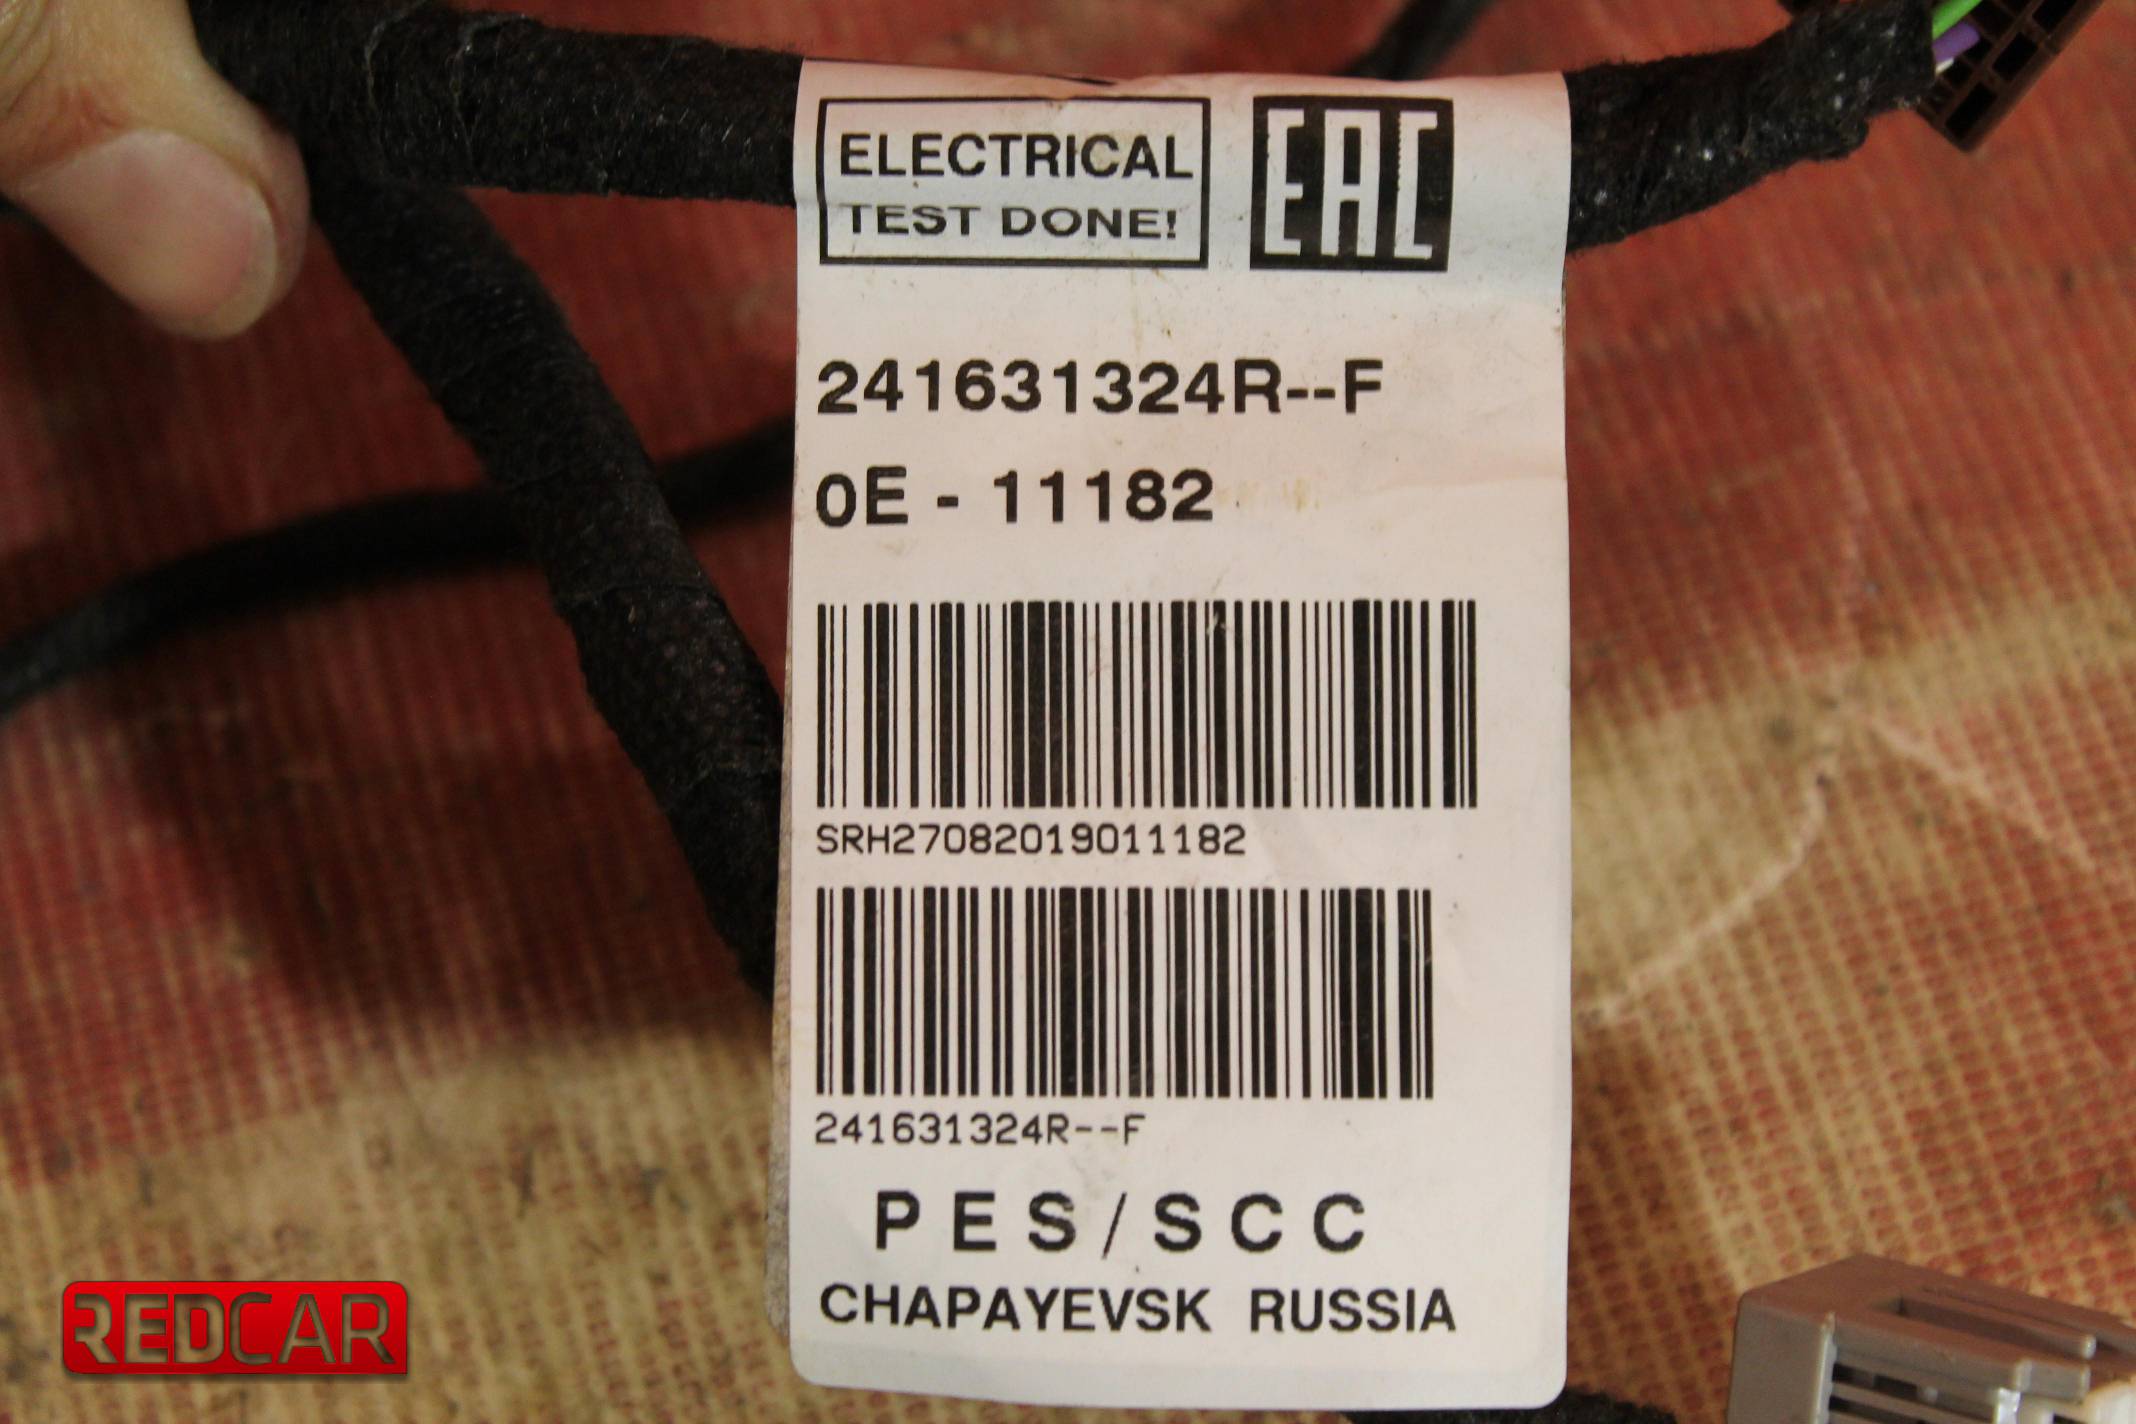 ELECTRICAL
TEST DONE!
EAC
241631324R--F
0E - 11182
SRH27082019011182
241631324R--F
PES/SCC
CHAPAYEVSK RUSSIA
REDCAR